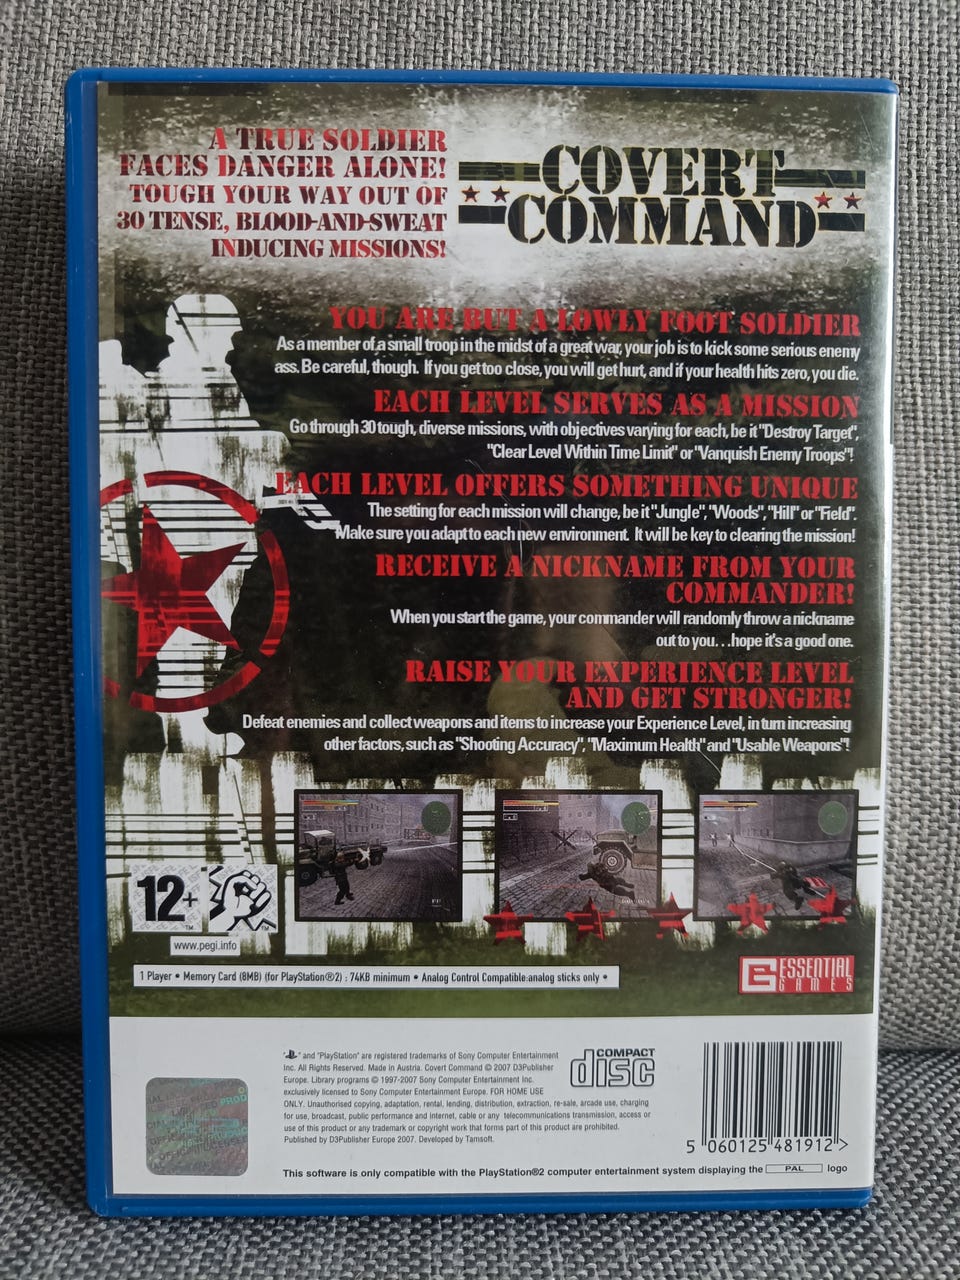 A TRUE SOLDIER
FACES DANGER ALONE!
TOUGH YOUR WAY OUT OF
30 TENSE, BLOOD-AND-SWEAT
INDUCING MISSIONS!
COVERT
COMMAND
YOU ARE BUT A LOWLY FOOT SOLDIER
As a member of a small troop in the midst of a great war, your job is to kick some serious enemy
ass. Be careful, though. If you get too close, you will get hurt, and if your health hits zero, you die.
EACH LEVEL SERVES AS A MISSION
Go through 30 tough, diverse missions, with objectives varying for each, be it "Destroy Target",
"Clear Level Within Time Limit" or "Vanquish Enemy Troops"!
EACH LEVEL OFFERS SOMETHING UNIQUE
The setting for each mission will change, be it "Jungle", "Woods", "Hill" or "Field".
Make sure you adapt to each new environment. It will be key to clearing the mission!
RECEIVE A NICKNAME FROM YOUR
COMMANDER!
When you start the game, your commander will randomly throw a nickname
out to you...hope it's a good one.
RAISE YOUR EXPERIENCE LEVEL
AND GET STRONGER!
Defeat enemies and collect weapons and items to increase your Experience Level, in turn increasing
other factors, such as "Shooting Accuracy", "Maximum Health" and "Usable Weapons"!
12+
TM
TM
www.pegi.info
1 Player • Memory Card (8MB) (for PlayStation®2) : 74KB minimum • Analog Control Compatible:analog sticks only •
ESSENTIAL
GAMES
" " and "PlayStation" are registered trademarks of Sony Computer Entertainment
Inc. All Rights Reserved. Made in Austria. Covert Command © 2007 D3Publisher
Europe. Library programs © 1997-2007 Sony Computer Entertainment Inc.
exclusively licensed to Sony Computer Entertainment Europe. FOR HOME USE
ONLY. Unauthorised copying, adaptation, rental, lending, distribution, extraction, re-sale, arcade use, charging
for use, broadcast, public performance and internet, cable or any telecommunications transmission, access or
use of this product or any trademark or copyright work that forms part of this product are prohibited.
Published by D3Publisher Europe 2007. Developed by Tamsoft.
COMPACT
disc
5 060125 481912 >
This software is only compatible with the PlayStation®2 computer entertainment system displaying the PAL logo